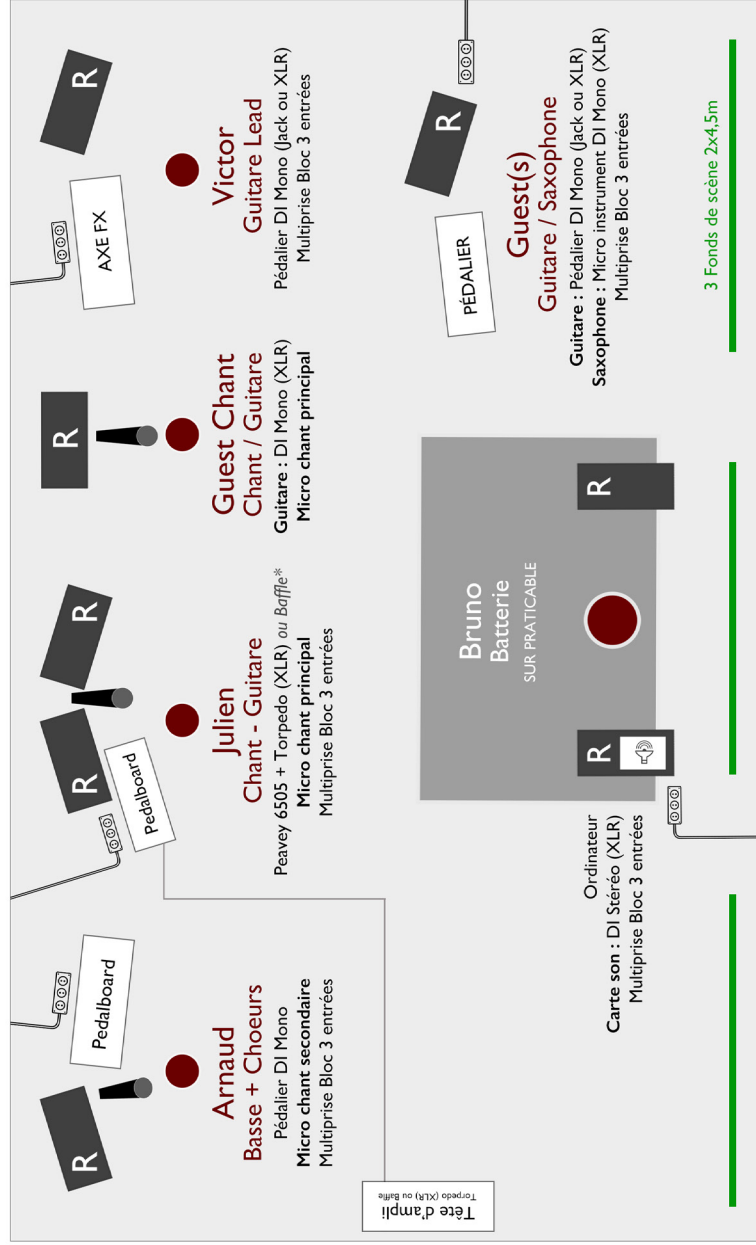 R
Pedalboard
Arnaud
Basse + Choeurs
Pédalier DI Mono
Micro chant secondaire
Multiprise Bloc 3 entrées
R
R
Pedalboard
Julien
Chant - Guitare
Peavey 6505 + Torpedo (XLR) ou Baffle*
Micro chant principal
Multiprise Bloc 3 entrées
R
Guest Chant
Chant / Guitare
Guitare : DI Mono (XLR)
Micro chant principal
AXE FX
R
Victor
Guitare Lead
Pédalier DI Mono (Jack ou XLR)
Multiprise Bloc 3 entrées
Tête d'ampli
Torpedo (XLR) ou Baffle
Ordinateur
Carte son : DI Stéréo (XLR)
Multiprise Bloc 3 entrées
Bruno
Batterie
SUR PRATICABLE
R
R
PÉDALIER
R
Guest(s)
Guitare / Saxophone
Guitare : Pédalier DI Mono (Jack ou XLR)
Saxophone : Micro instrument DI Mono (XLR)
Multiprise Bloc 3 entrées
3 Fonds de scène 2x4,5m